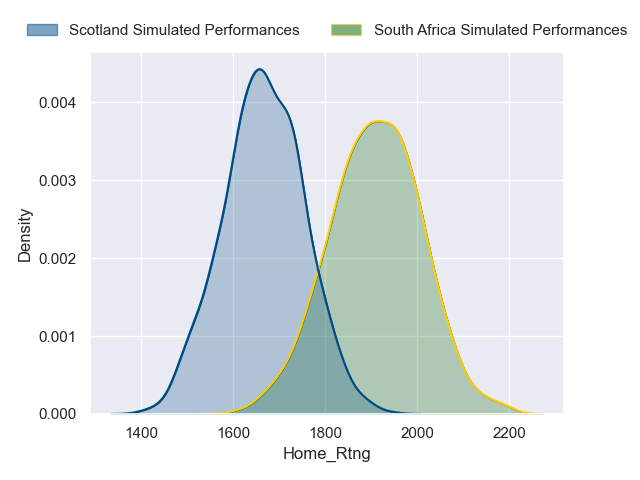 Scotland Simulated Performances South Africa Simulated Performances
0.004
0.003
0.002
0.001
0.000
Density
1400 1600 1800 2000 2200
Home_Rtng